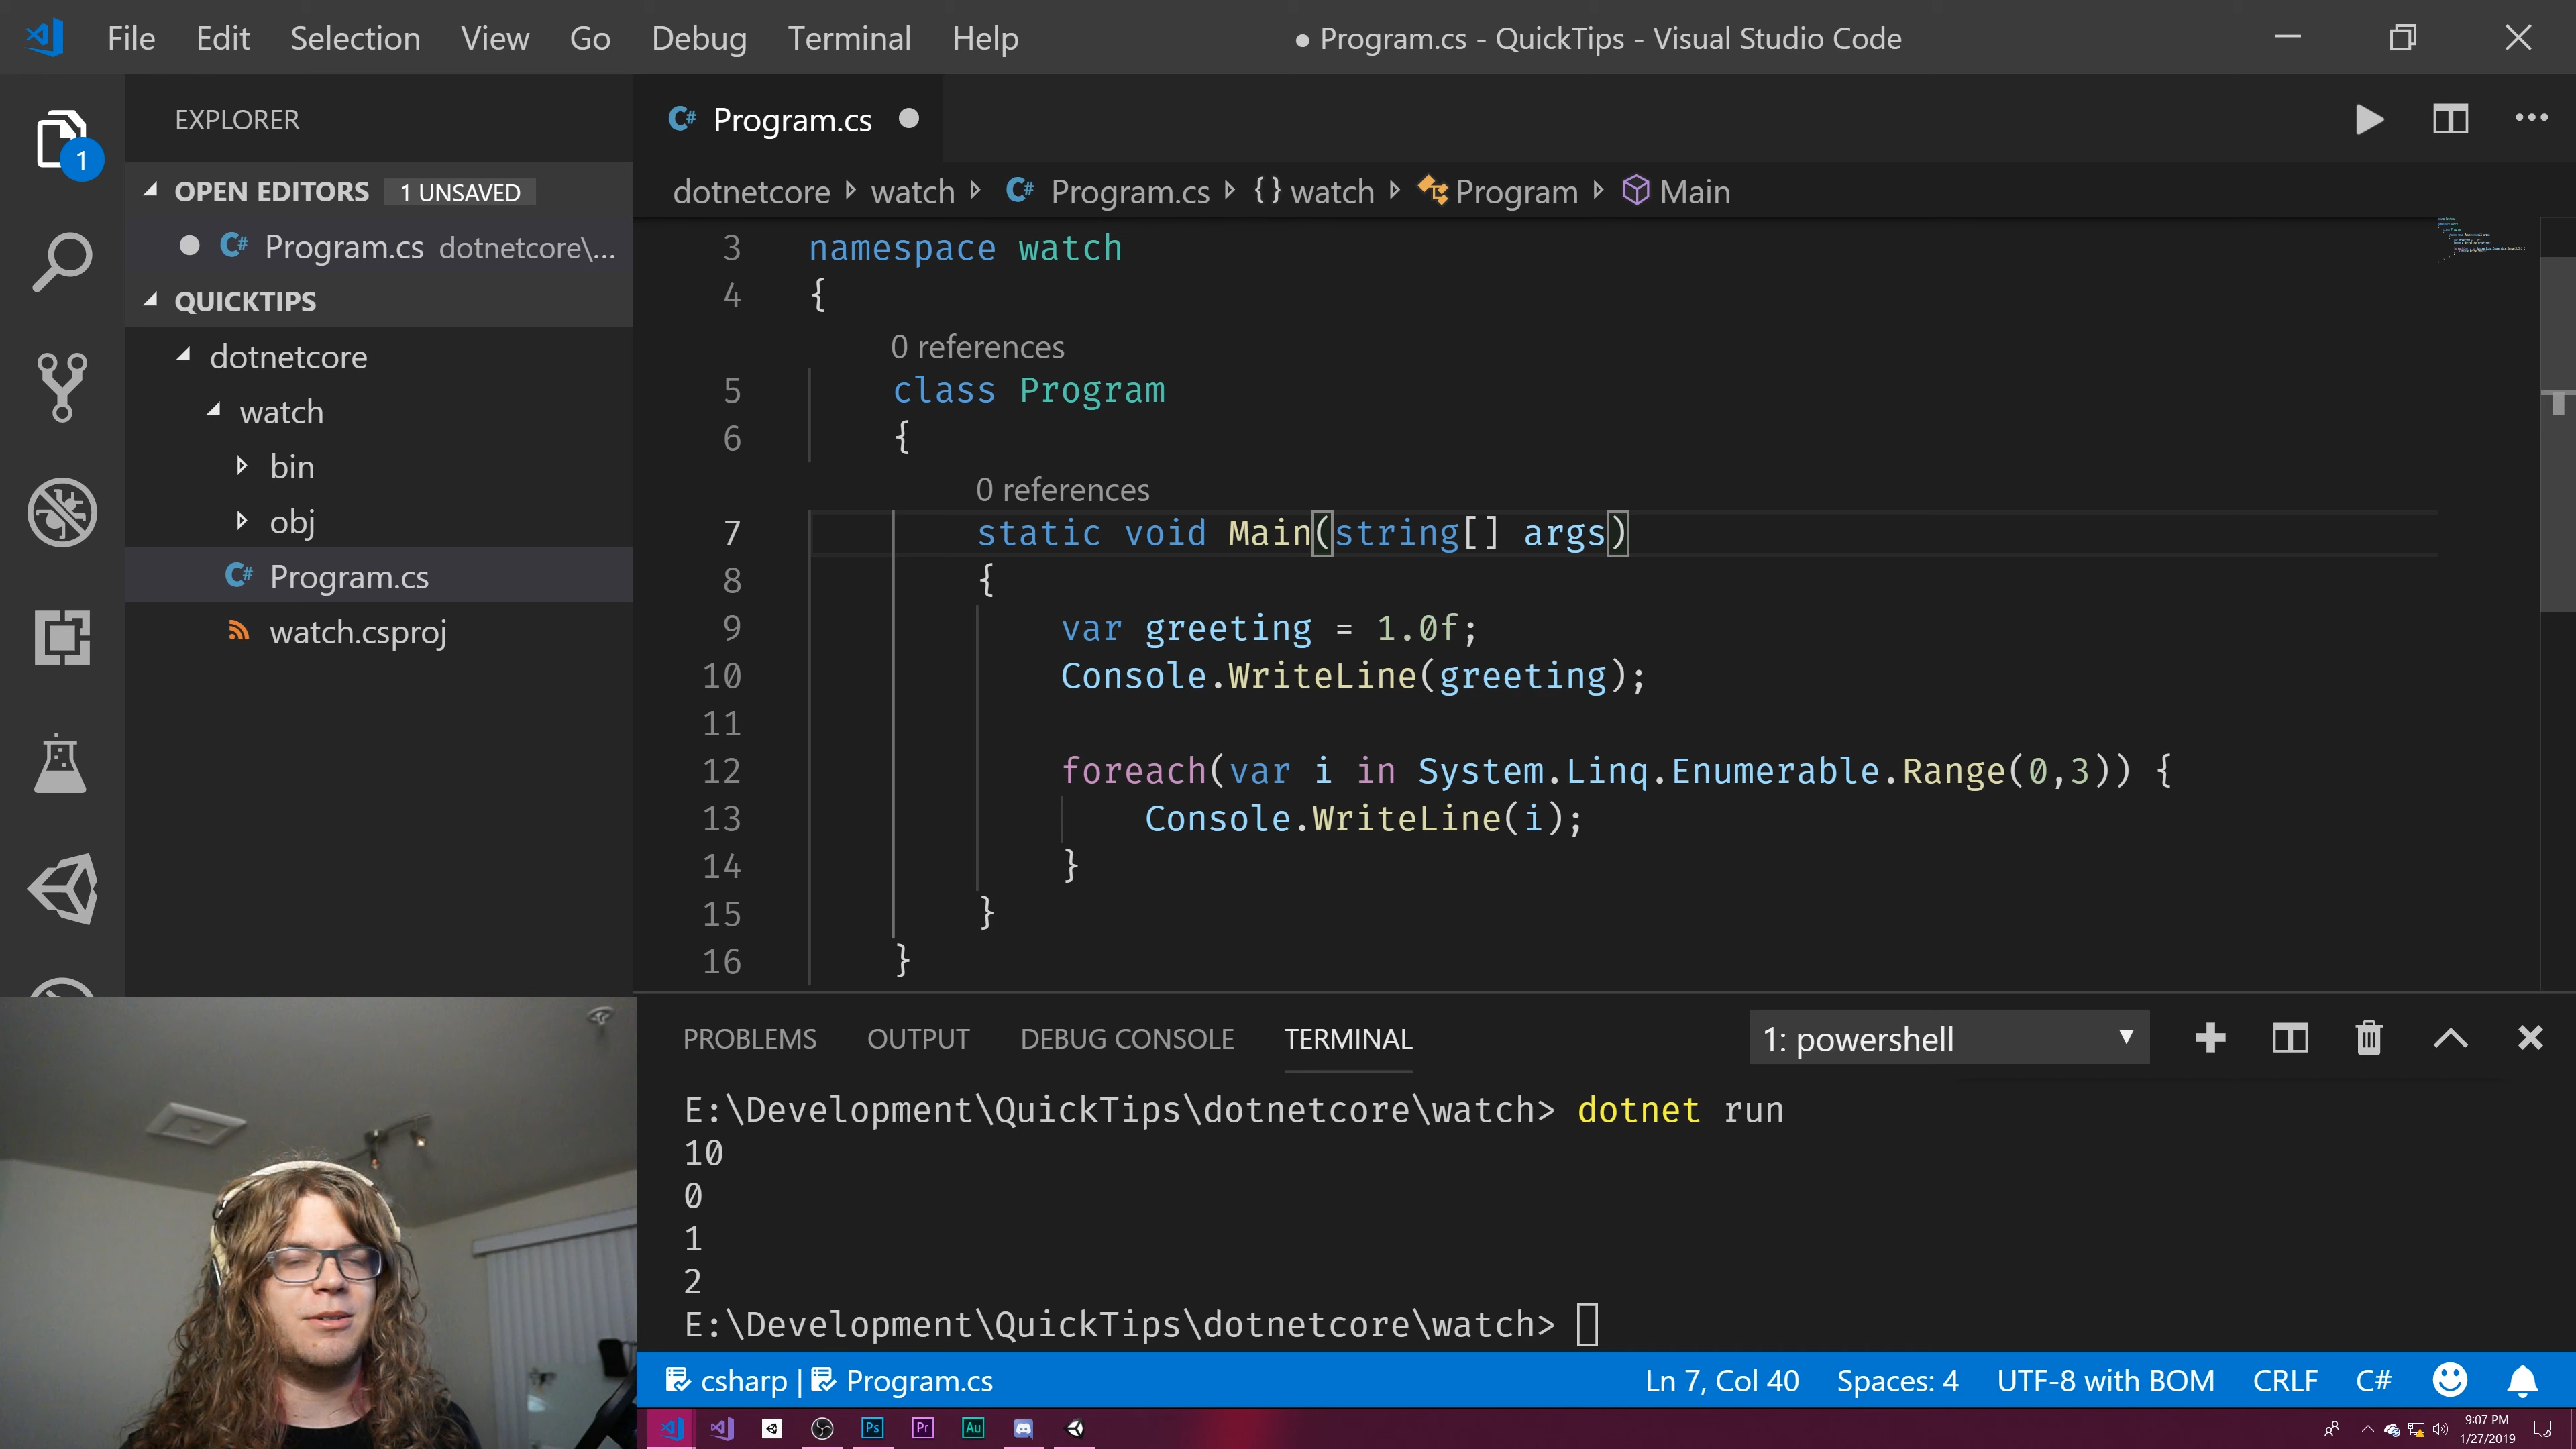 File Edit Selection View Go Debug Terminal Help ● Program.cs - QuickTips - Visual Studio Code
EXPLORER
1
OPEN EDITORS 1 UNSAVED
C# Program.cs dotnetcore\...
QUICKTIPS
dotnetcore
watch
bin
obj
C# Program.cs
watch.csproj
C# Program.cs
dotnetcore watch C# Program.cs {} watch Program Main
3 namespace watch
4 {
0 references
5 class Program
6 {
0 references
7 static void Main(string[] args)
8 {
9 var greeting = 1.0f;
10 Console.WriteLine(greeting);
11
12 foreach(var i in System.Linq.Enumerable.Range(0,3)) {
13 Console.WriteLine(i);
14 }
15 }
16 }
PROBLEMS OUTPUT DEBUG CONSOLE TERMINAL 1: powershell
E:\Development\QuickTips\dotnetcore\watch> dotnet run
10
0
1
2
E:\Development\QuickTips\dotnetcore\watch>
csharp | Program.cs Ln 7, Col 40 Spaces: 4 UTF-8 with BOM CRLF C#
Ps Pr Au
9:07 PM
1/27/2019